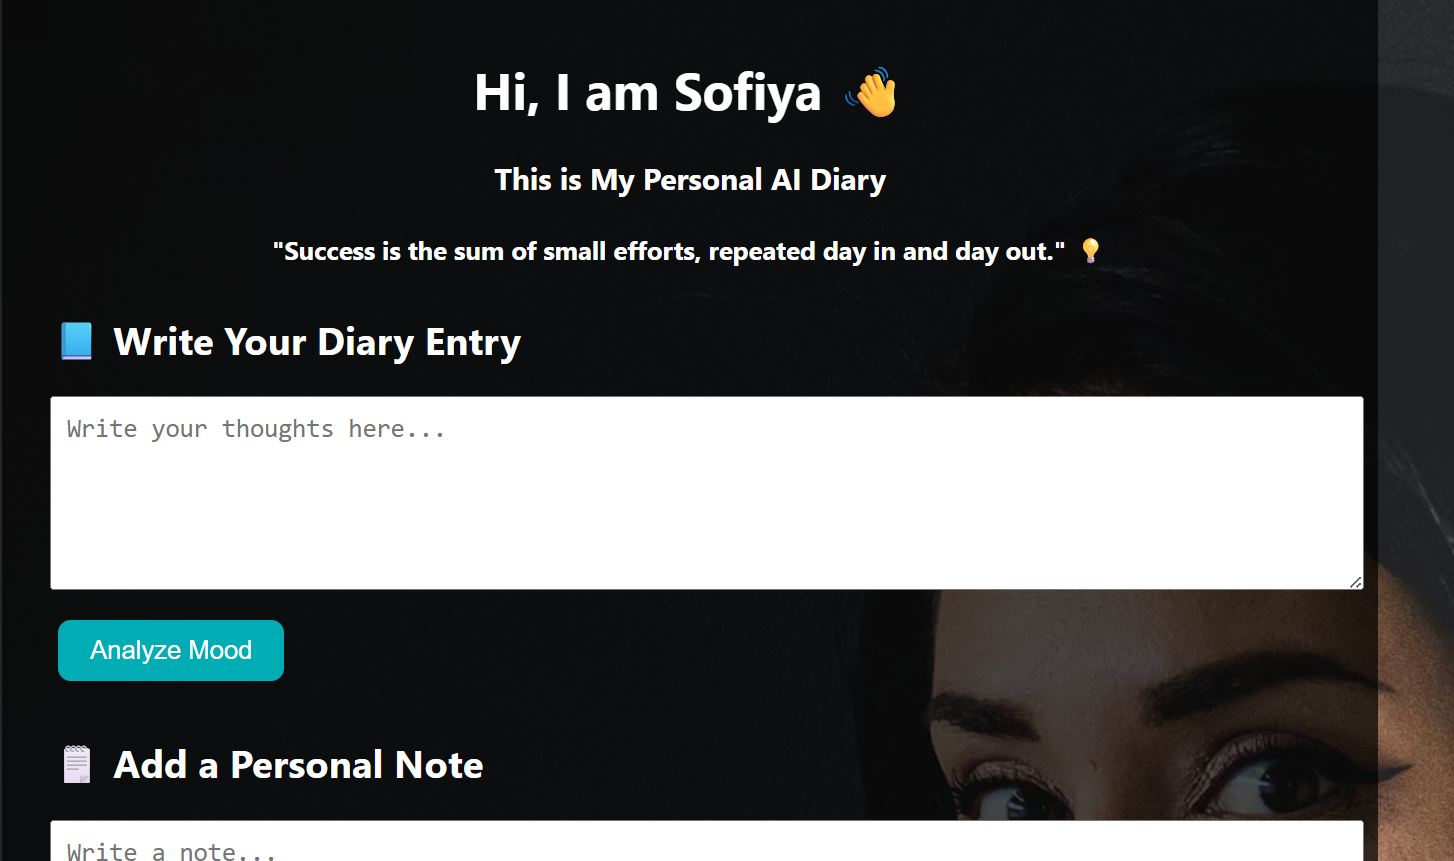 Hi, I am Sofiya 👋
This is My Personal AI Diary
"Success is the sum of small efforts, repeated day in and day out." 💡
📘 Write Your Diary Entry
Write your thoughts here...
Analyze Mood
🗒️ Add a Personal Note
Write a note...